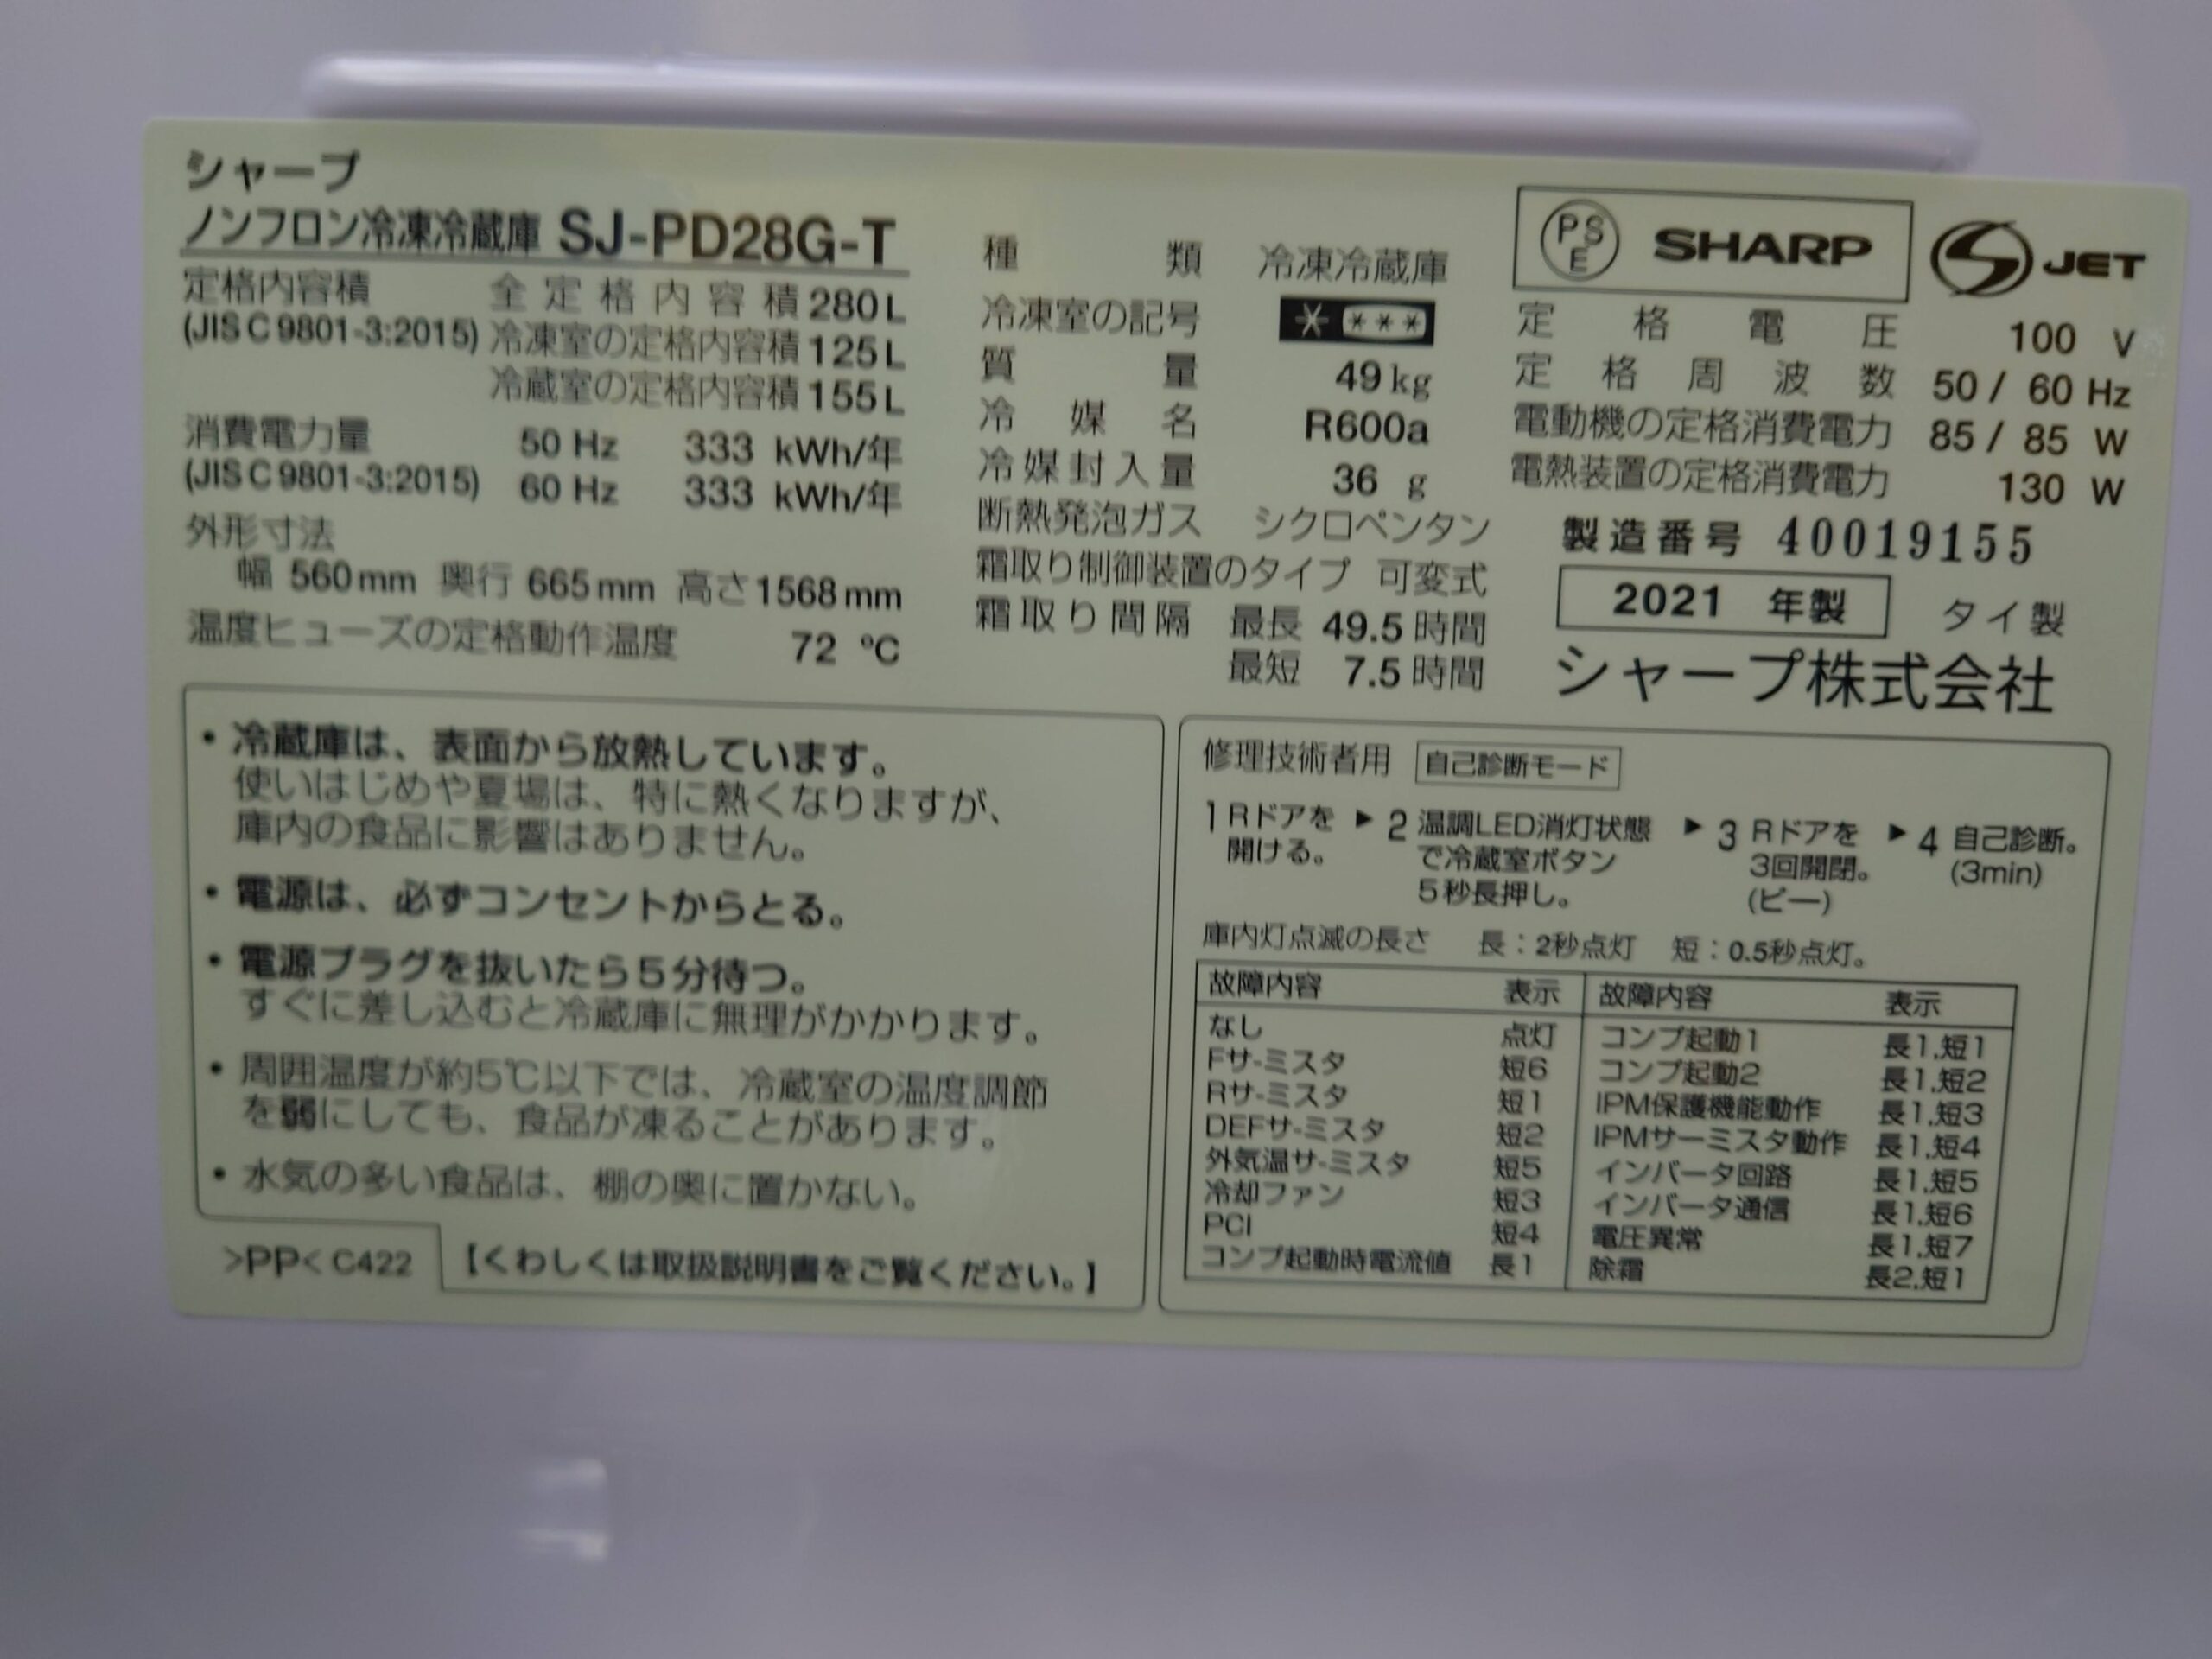 シャープ
ノンフロン冷凍冷蔵庫 SJ-PD28G-T
定格内容積 全定格内容積 280L
(JIS C 9801-3:2015) 冷凍室の定格内容積 125L
冷蔵室の定格内容積 155L
消費電力量 50 Hz 333 kWh/年
(JIS C 9801-3:2015) 60 Hz 333 kWh/年
外形寸法
幅 560mm 奥行 665mm 高さ1568mm
温度ヒューズの定格動作温度 72 ℃
種類 冷凍冷蔵庫
冷凍室の記号 * ***
質量 49kg
冷媒名 R600a
冷媒封入量 36 g
断熱発泡ガス シクロペンタン
霜取り制御装置のタイプ 可変式
霜取り間隔 最長 49.5時間
最短 7.5時間
PSE SHARP S JET
定格電圧 100 V
定格周波数 50/ 60 Hz
電動機の定格消費電力 85/ 85 W
電熱装置の定格消費電力 130 W
製造番号 40019155
2021 年製 タイ製
シャープ株式会社
・冷蔵庫は、表面から放熱しています。
使いはじめや夏場は、特に熱くなりますが、
庫内の食品に影響はありません。
・電源は、必ずコンセントからとる。
・電源プラグを抜いたら5分待つ。
すぐに差し込むと冷蔵庫に無理がかかります。
・周囲温度が約5℃以下では、冷蔵室の温度調節
を弱にしても、食品が凍ることがあります。
・水気の多い食品は、棚の奥に置かない。
>PP< C422 【くわしくは取扱説明書をご覧ください。】
修理技術者用 自己診断モード
1 Rドアを ▶ 2 温調LED消灯状態 ▶ 3 Rドアを ▶ 4 自己診断。
開ける。 で冷蔵室ボタン 3回開閉。 (3min)
5秒長押し。 (ピー)
庫内灯点滅の長さ 長：2秒点灯 短：0.5秒点灯。
故障内容 表示 故障内容 表示
なし 点灯 コンプ起動1 長1,短1
Fサ-ミスタ 短6 コンプ起動2 長1,短2
Rサ-ミスタ 短1 IPM保護機能動作 長1,短3
DEFサ-ミスタ 短2 IPMサーミスタ動作 長1,短4
外気温サ-ミスタ 短5 インバータ回路 長1,短5
冷却ファン 短3 インバータ通信 長1,短6
PCI 短4 電圧異常 長1,短7
コンプ起動時電流値 長1 除霜 長2,短1